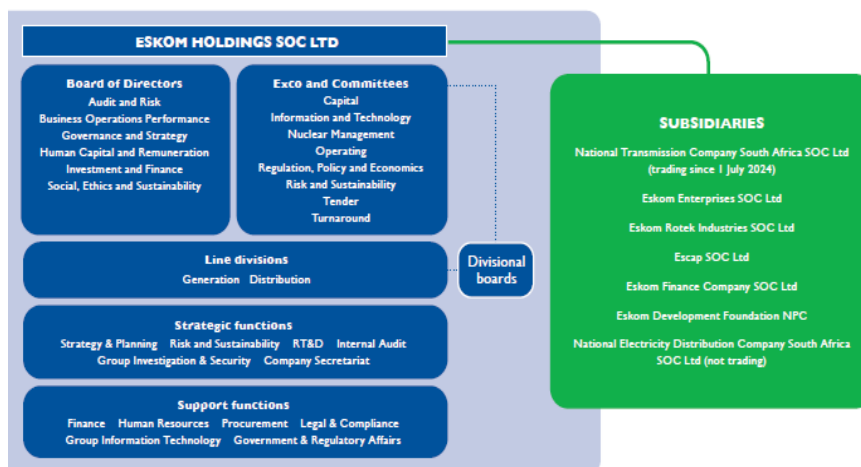 ESKOM HOLDINGS SOC LTD
Board of Directors
Audit and Risk
Business Operations Performance
Governance and Strategy
Human Capital and Remuneration
Investment and Finance
Social, Ethics and Sustainability
Exco and Committees
Capital
Information and Technology
Nuclear Management
Operating
Regulation, Policy and Economics
Risk and Sustainability
Tender
Turnaround
Line divisions
Generation Distribution
Divisional
boards
Strategic functions
Strategy & Planning Risk and Sustainability RT&D Internal Audit
Group Investigation & Security Company Secretariat
Support functions
Finance Human Resources Procurement Legal & Compliance
Group Information Technology Government & Regulatory Affairs
SUBSIDIARIES
National Transmission Company South Africa SOC Ltd
(trading since 1 July 2024)
Eskom Enterprises SOC Ltd
Eskom Rotek Industries SOC Ltd
Escap SOC Ltd
Eskom Finance Company SOC Ltd
Eskom Development Foundation NPC
National Electricity Distribution Company South Africa
SOC Ltd (not trading)